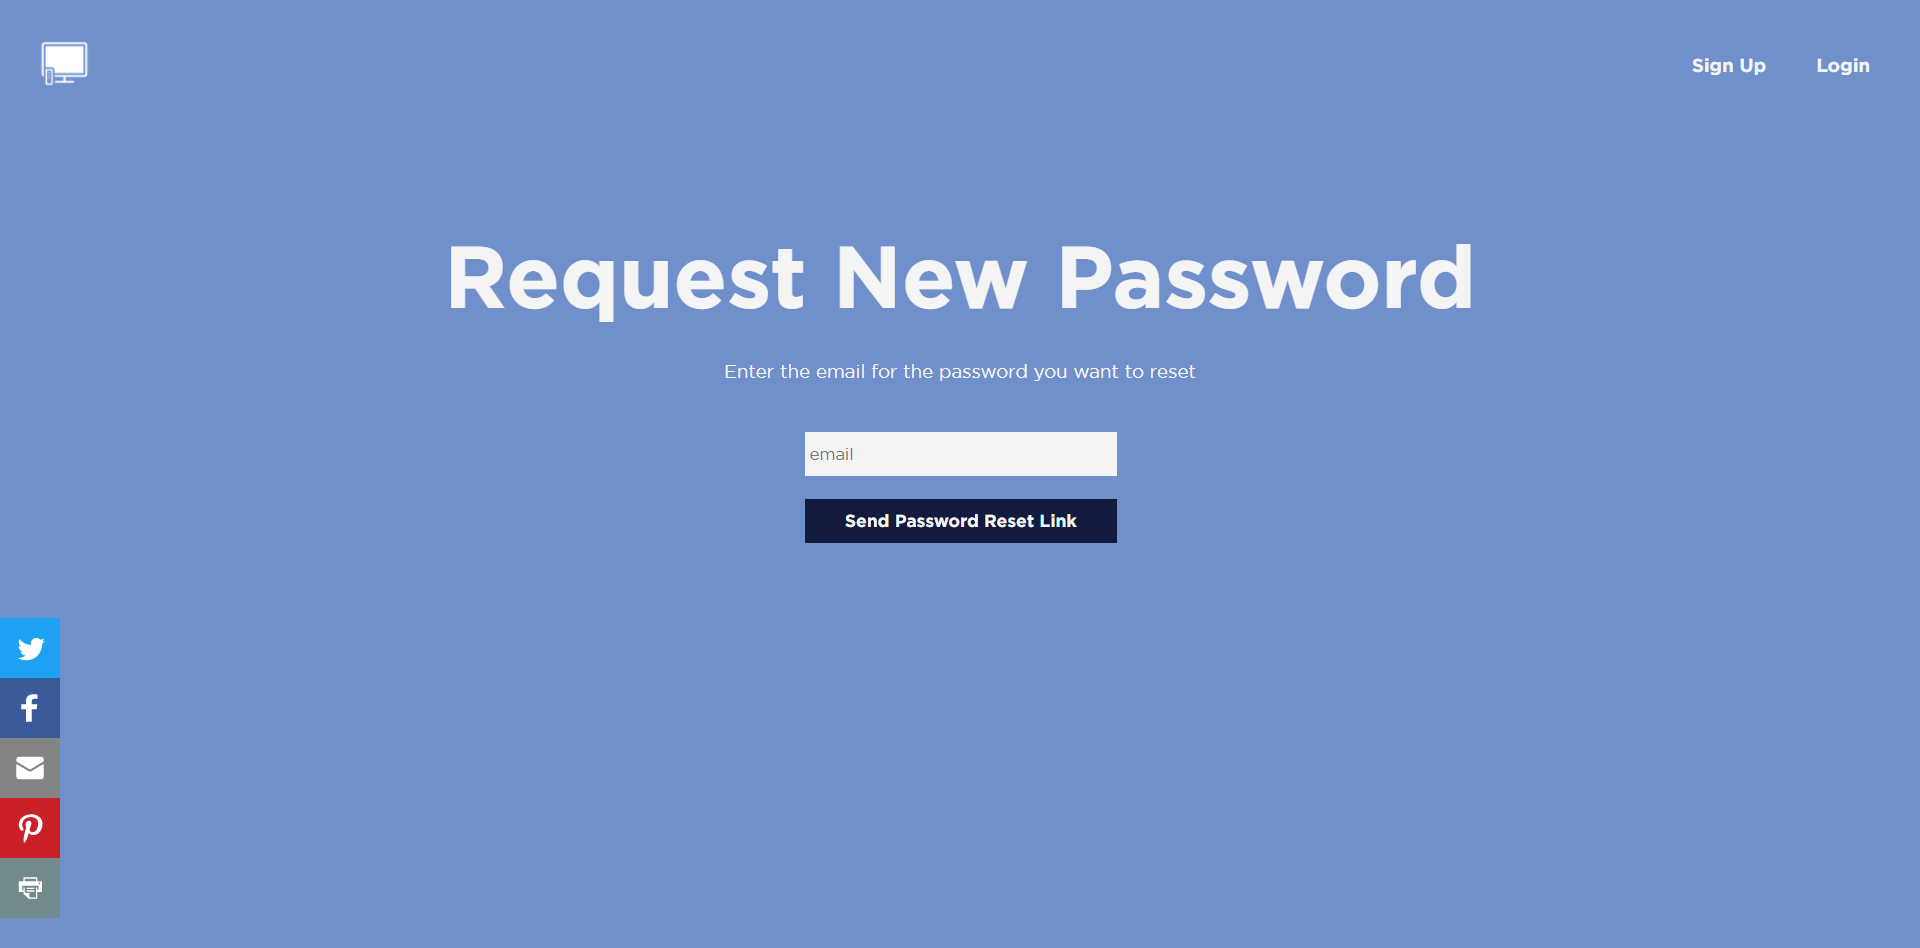 Sign Up
Login
Request New Password
Enter the email for the password you want to reset
email
Send Password Reset Link